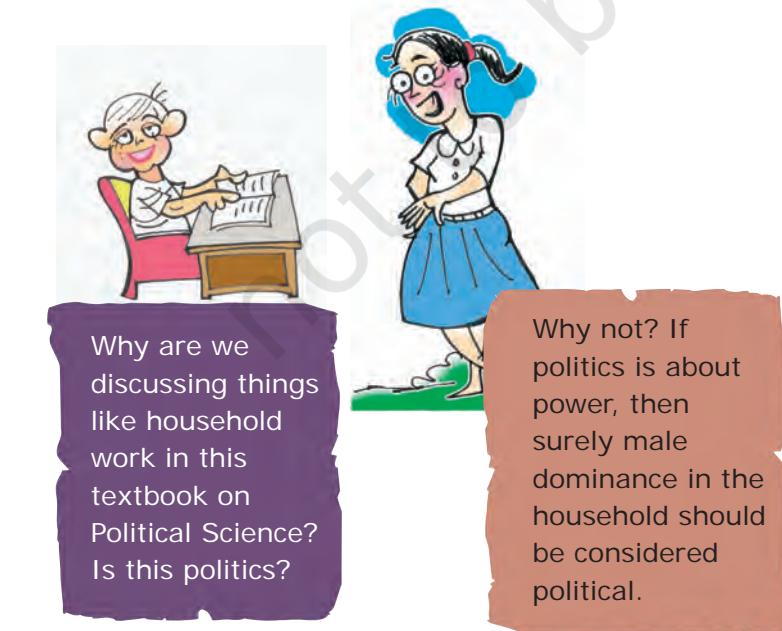 Why are we
discussing things
like household
work in this
textbook on
Political Science?
Is this politics?
Why not? If
politics is about
power, then
surely male
dominance in the
household should
be considered
political.